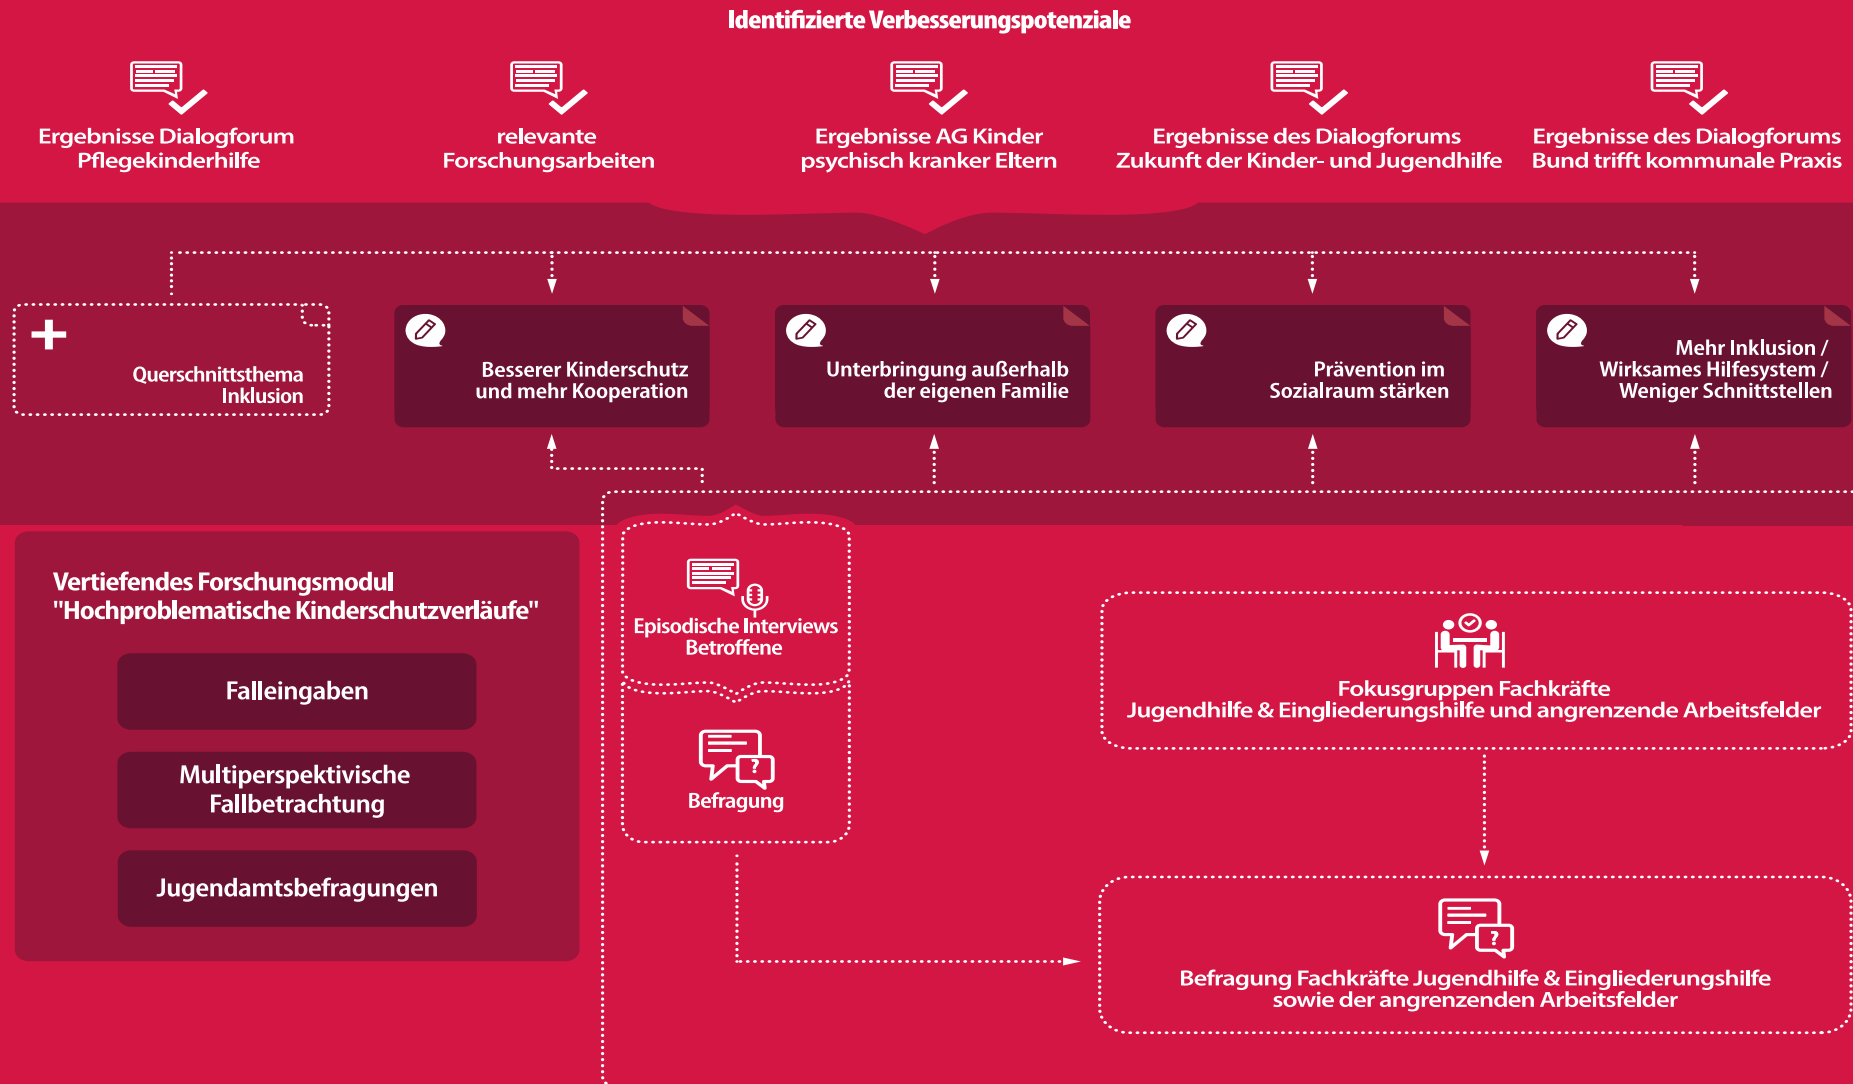 Identifizierte Verbesserungspotenziale
Ergebnisse Dialogforum
Pflegekinderhilfe
relevante
Forschungsarbeiten
Ergebnisse AG Kinder
psychisch kranker Eltern
Ergebnisse des Dialogforums
Zukunft der Kinder- und Jugendhilfe
Ergebnisse des Dialogforums
Bund trifft kommunale Praxis
Querschnittsthema
Inklusion
Besserer Kinderschutz
und mehr Kooperation
Unterbringung außerhalb
der eigenen Familie
Prävention im
Sozialraum stärken
Mehr Inklusion /
Wirksames Hilfesystem /
Weniger Schnittstellen
Vertiefendes Forschungsmodul
"Hochproblematische Kinderschutzverläufe"
Falleingaben
Multiperspektivische
Fallbetrachtung
Jugendamtsbefragungen
Episodische Interviews
Betroffene
?
Befragung
Fokusgruppen Fachkräfte
Jugendhilfe & Eingliederungshilfe und angrenzende Arbeitsfelder
?
Befragung Fachkräfte Jugendhilfe & Eingliederungshilfe
sowie der angrenzenden Arbeitsfelder